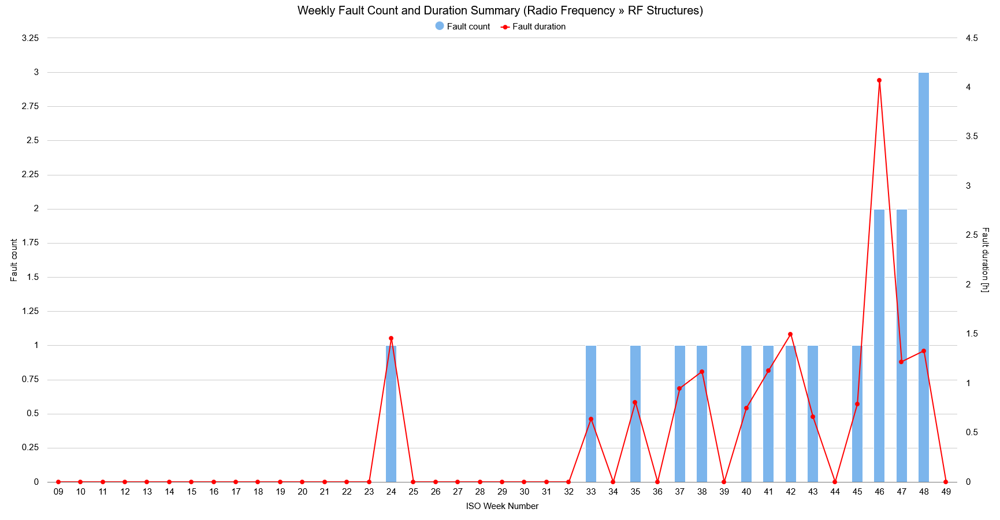 Weekly Fault Count and Duration Summary (Radio Frequency » RF Structures)
Fault count Fault duration
3.25 4.5
3 4
2.75 3.5
2.5 3
2.25 2.5
2 2
1.75 1.5
1.5 1
1.25 0.5
1 0
0.75
0.5
0.25
0
Fault count
Fault duration [h]
09 10 11 12 13 14 15 16 17 18 19 20 21 22 23 24 25 26 27 28 29 30 31 32 33 34 35 36 37 38 39 40 41 42 43 44 45 46 47 48 49
ISO Week Number